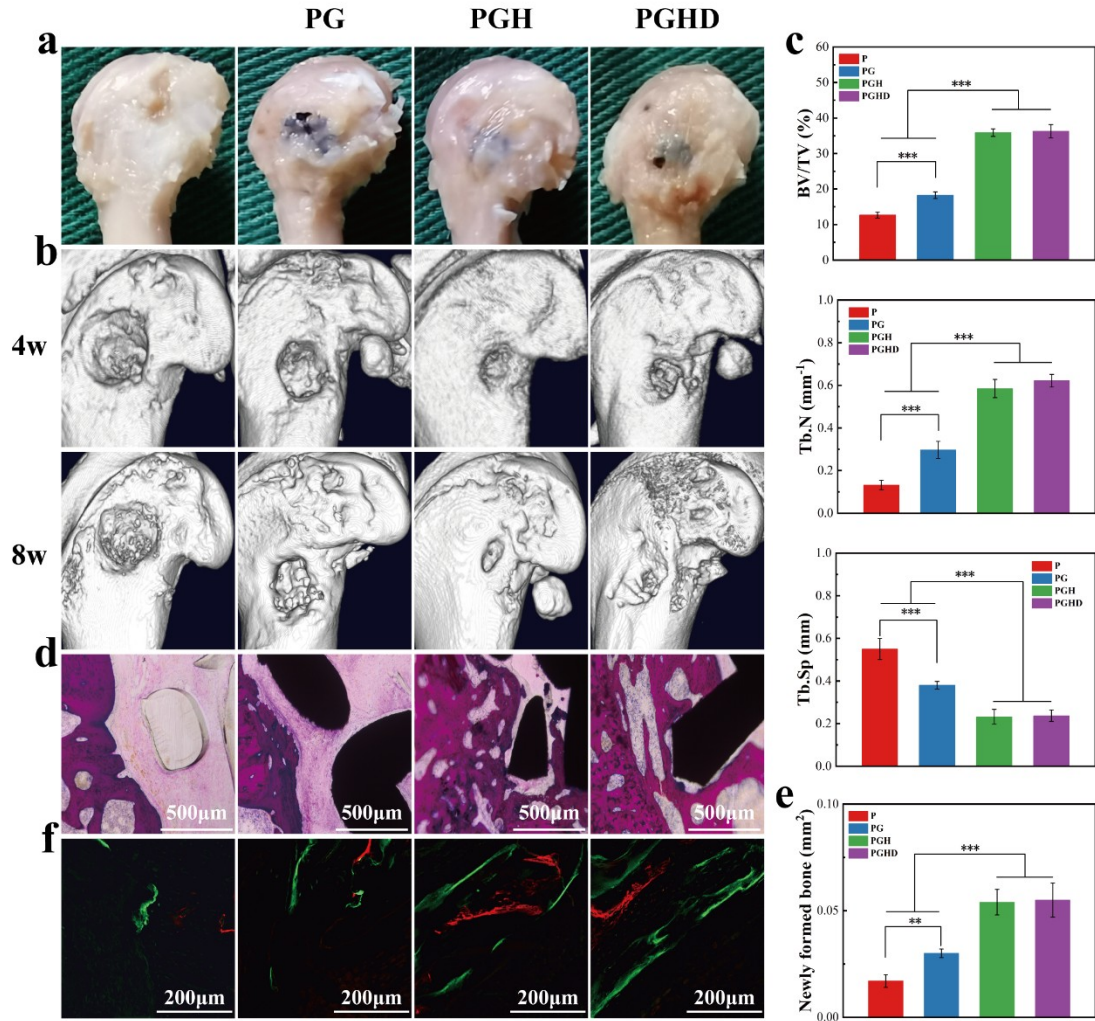 PG PGH PGHD
a
c
60
50
40
30
20
10
0
BV/TV (%)
P
PG
PGH
PGHD
***
***
b
4w
8w
1.0
0.8
0.6
0.4
0.2
0.0
Tb.N (mm-1)
P
PG
PGH
PGHD
***
***
1.0
0.8
0.6
0.4
0.2
0.0
Tb.Sp (mm)
P
PG
PGH
PGHD
***
***
d
500μm 500μm 500μm 500μm
e
0.10
0.05
0.00
Newly formed bone (mm2)
P
PG
PGH
PGHD
***
**
f
200μm 200μm 200μm 200μm